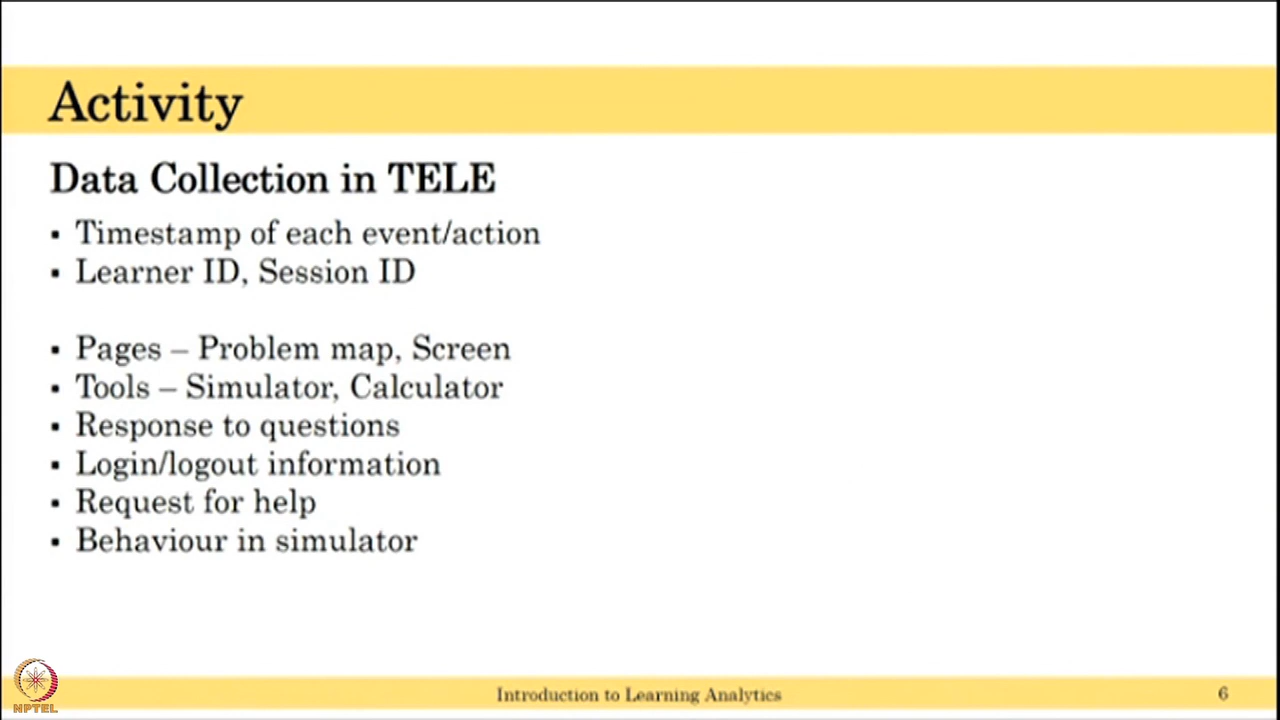 Activity
Data Collection in TELE
▪ Timestamp of each event/action
▪ Learner ID, Session ID
▪ Pages – Problem map, Screen
▪ Tools – Simulator, Calculator
▪ Response to questions
▪ Login/logout information
▪ Request for help
▪ Behaviour in simulator
NPTEL
Introduction to Learning Analytics
6